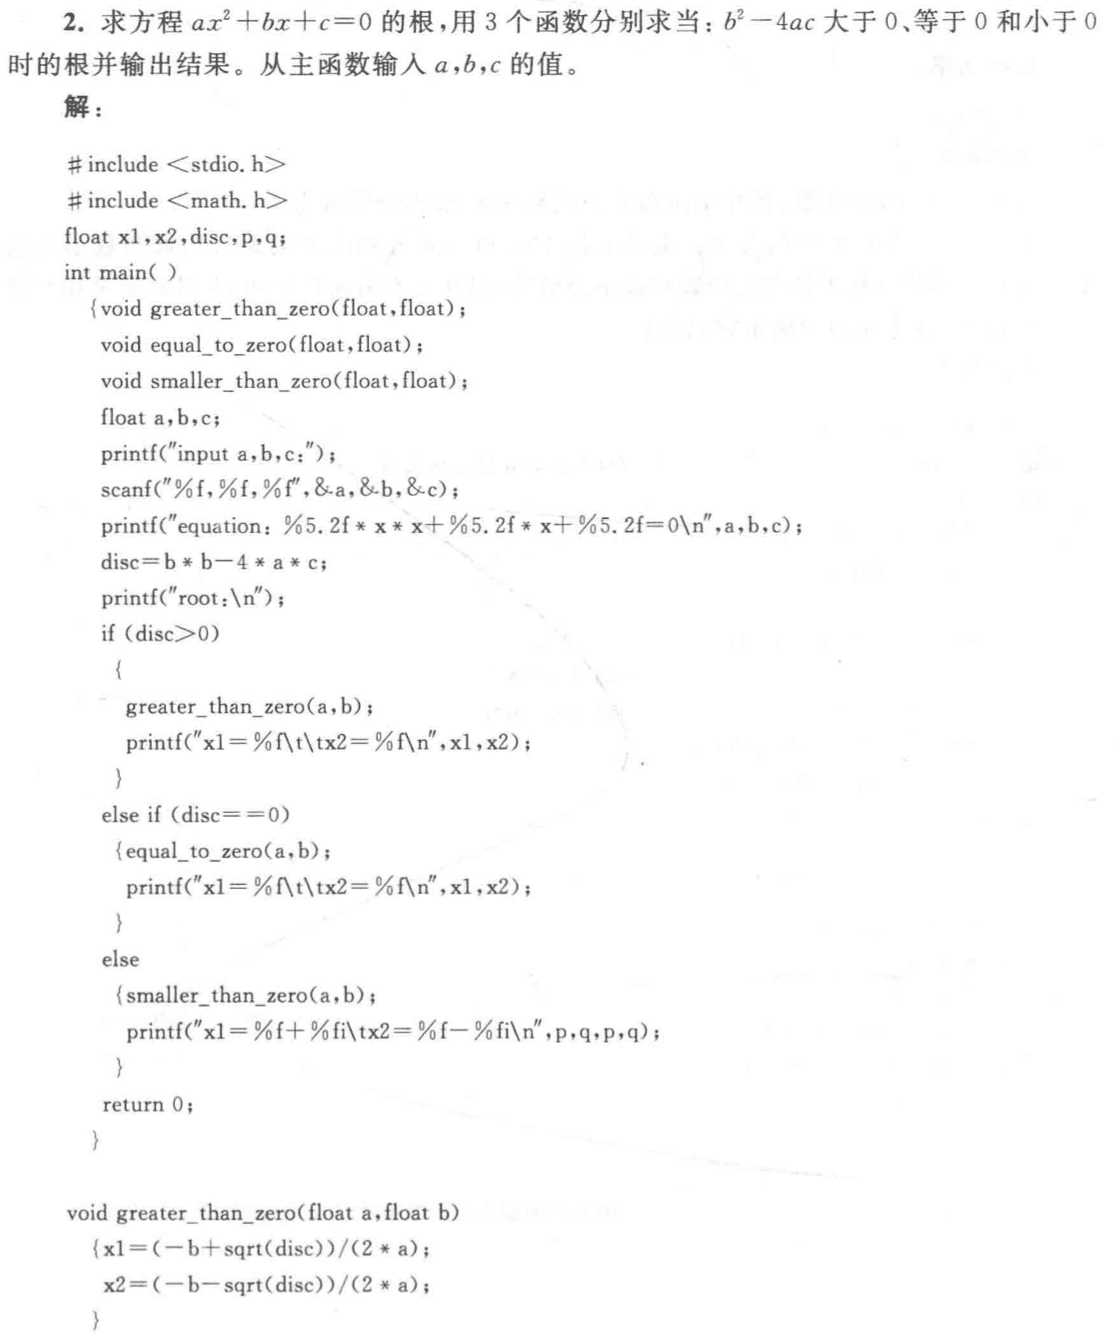 2. 求方程 ax²+bx+c=0 的根,用 3 个函数分别求当: b²-4ac 大于 0、等于 0 和小于 0
时的根并输出结果。从主函数输入 a,b,c 的值。
解:
#include <stdio.h>
#include <math.h>
float x1,x2,disc,p,q;
int main( )
{void greater_than_zero(float,float);
void equal_to_zero(float,float);
void smaller_than_zero(float,float);
float a,b,c;
printf("input a,b,c:");
scanf("%f,%f,%f",&a,&b,&c);
printf("equation: %5.2f*x*x+%5.2f*x+%5.2f=0\n",a,b,c);
disc=b*b-4*a*c;
printf("root:\n");
if (disc>0)
{
greater_than_zero(a,b);
printf("x1=%f\t\tx2=%f\n",x1,x2);
}
else if (disc==0)
{equal_to_zero(a,b);
printf("x1=%f\t\tx2=%f\n",x1,x2);
}
else
{smaller_than_zero(a,b);
printf("x1=%f+%fi\tx2=%f-%fi\n",p,q,p,q);
}
return 0;
}
void greater_than_zero(float a,float b)
{x1=(-b+sqrt(disc))/(2*a);
x2=(-b-sqrt(disc))/(2*a);
}